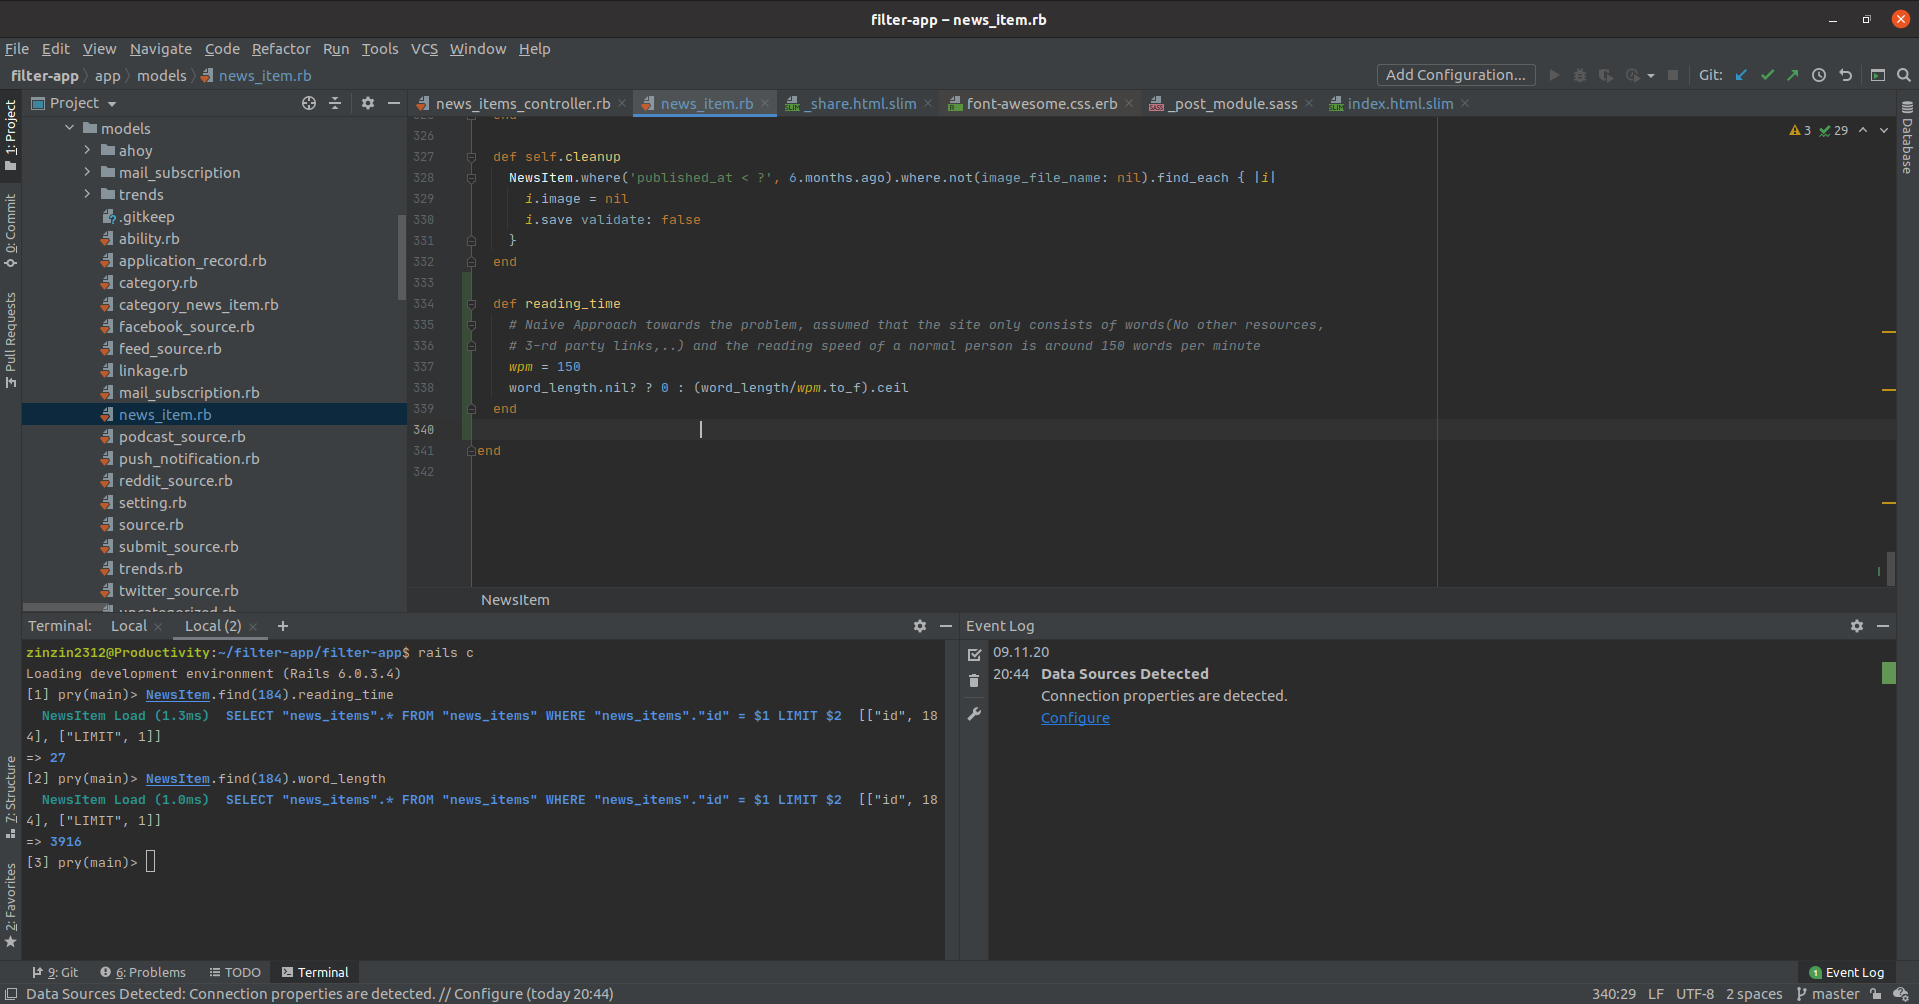 filter-app – news_item.rb
File Edit View Navigate Code Refactor Run Tools VCS Window Help
filter-app app models news_item.rb
Add Configuration...
Git:
1: Project
0: Commit
Pull Requests
7: Structure
2: Favorites
Project
models
ahoy
mail_subscription
trends
.gitkeep
ability.rb
application_record.rb
category.rb
category_news_item.rb
facebook_source.rb
feed_source.rb
linkage.rb
mail_subscription.rb
news_item.rb
podcast_source.rb
push_notification.rb
reddit_source.rb
setting.rb
source.rb
submit_source.rb
trends.rb
twitter_source.rb
uncategorized.rb
news_items_controller.rb news_item.rb _share.html.slim font-awesome.css.erb _post_module.sass index.html.slim
3 29
Database
end
326
327 def self.cleanup
328 NewsItem.where('published_at < ?', 6.months.ago).where.not(image_file_name: nil).find_each { |i|
329 i.image = nil
330 i.save validate: false
331 }
332 end
333
334 def reading_time
335 # Naive Approach towards the problem, assumed that the site only consists of words(No other resources,
336 # 3-rd party links,..) and the reading speed of a normal person is around 150 words per minute
337 wpm = 150
338 word_length.nil? ? 0 : (word_length/wpm.to_f).ceil
339 end
340
341 end
342
NewsItem
Terminal: Local Local (2) +
zinzin2312@Productivity:~/filter-app/filter-app$ rails c
Loading development environment (Rails 6.0.3.4)
[1] pry(main)> NewsItem.find(184).reading_time
NewsItem Load (1.3ms) SELECT "news_items".* FROM "news_items" WHERE "news_items"."id" = $1 LIMIT $2 [["id", 18
4], ["LIMIT", 1]]
=> 27
[2] pry(main)> NewsItem.find(184).word_length
NewsItem Load (1.0ms) SELECT "news_items".* FROM "news_items" WHERE "news_items"."id" = $1 LIMIT $2 [["id", 18
4], ["LIMIT", 1]]
=> 3916
[3] pry(main)>
Event Log
09.11.20
20:44 Data Sources Detected
Connection properties are detected.
Configure
9: Git 6: Problems TODO Terminal
1 Event Log
Data Sources Detected: Connection properties are detected. // Configure (today 20:44)
340:29 LF UTF-8 2 spaces master